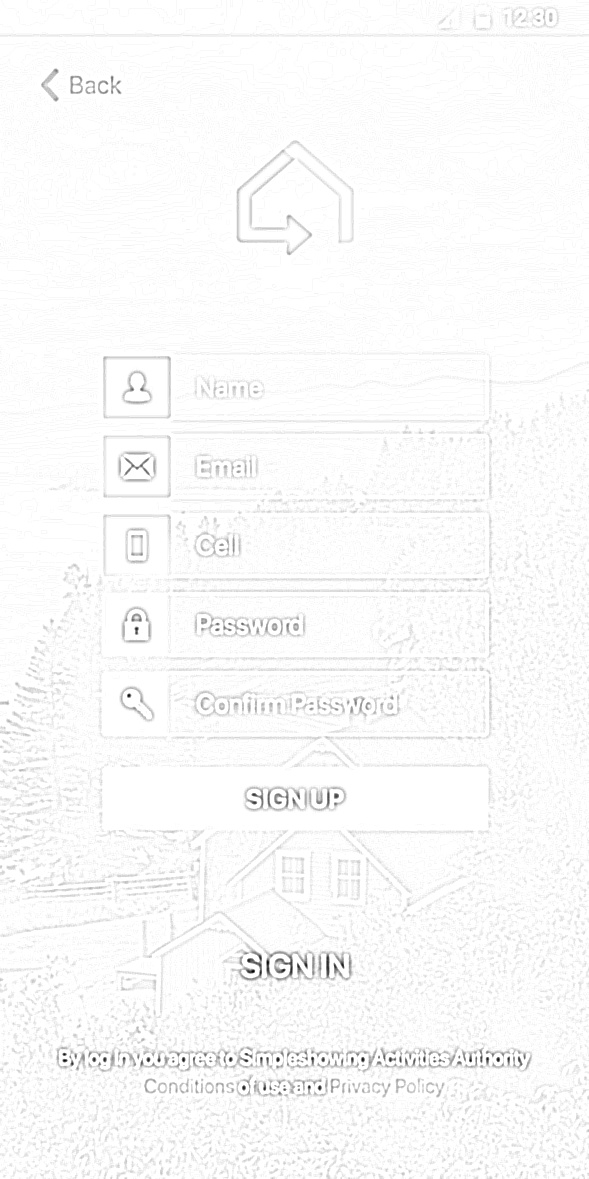 12:30
Back
Name
Email
Cell
Password
Confirm Password
SIGN UP
SIGN IN
By log in you agree to Simpleshowing Activities Authority
Conditions of use and Privacy Policy